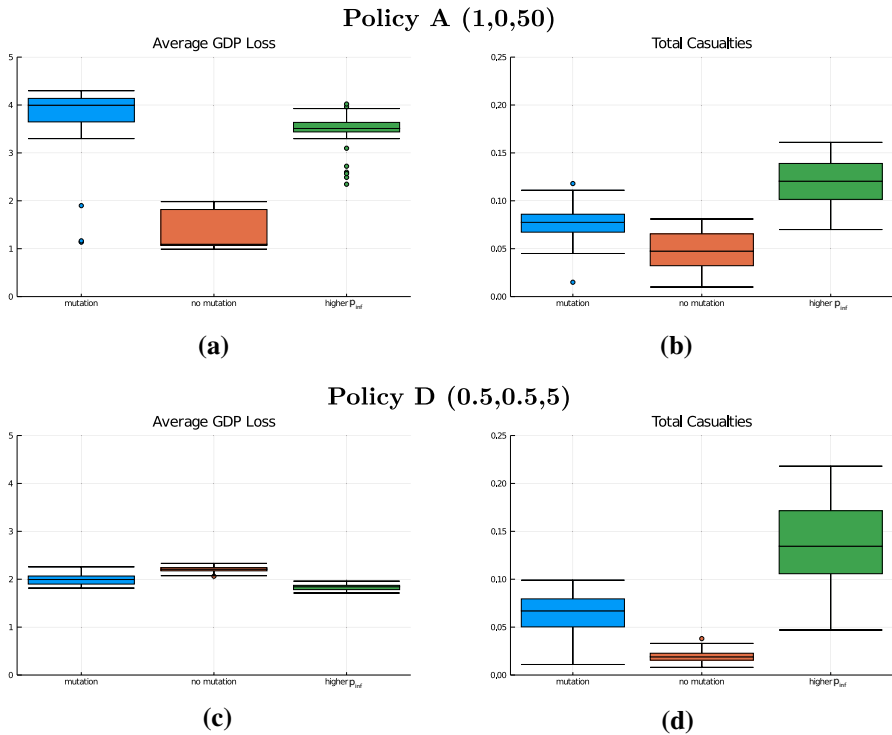 Policy A (1,0,50)
Average GDP Loss
5
4
3
2
1
0
mutation
no mutation
higher p_inf
(a)
Total Casualties
0.25
0.20
0.15
0.10
0.05
0.00
mutation
no mutation
higher p_inf
(b)
Policy D (0.5,0.5,5)
Average GDP Loss
5
4
3
2
1
0
mutation
no mutation
higher p_inf
(c)
Total Casualties
0.25
0.20
0.15
0.10
0.05
0.00
mutation
no mutation
higher p_inf
(d)